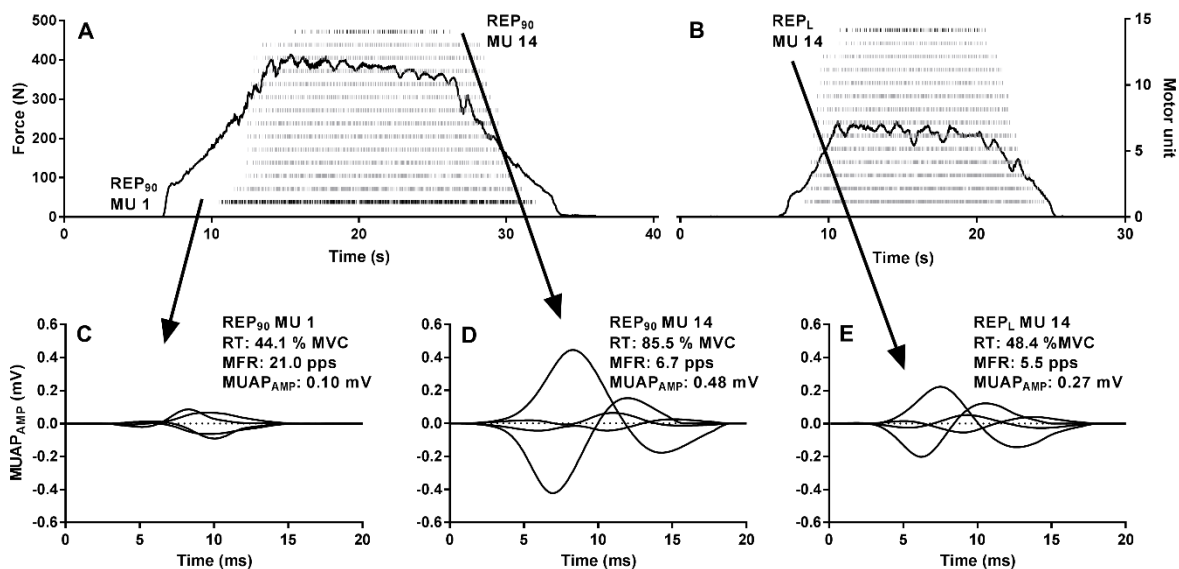 A
REP₉₀
MU 14
REP₉₀
MU 1
500
400
300
200
100
0
Force (N)
0 10 20 30 40
Time (s)
B
REP_L
MU 14
15
10
5
0
Motor unit
0 10 20 30
Time (s)
C
REP₉₀ MU 1
RT: 44.1 % MVC
MFR: 21.0 pps
MUAP_AMP: 0.10 mV
0.6
0.4
0.2
0.0
-0.2
-0.4
-0.6
MUAP_AMP (mV)
0 5 10 15 20
Time (ms)
D
REP₉₀ MU 14
RT: 85.5 % MVC
MFR: 6.7 pps
MUAP_AMP: 0.48 mV
0.6
0.4
0.2
0.0
-0.2
-0.4
-0.6
0 5 10 15 20
Time (ms)
E
REP_L MU 14
RT: 48.4 %MVC
MFR: 5.5 pps
MUAP_AMP: 0.27 mV
0.6
0.4
0.2
0.0
-0.2
-0.4
-0.6
0 5 10 15 20
Time (ms)